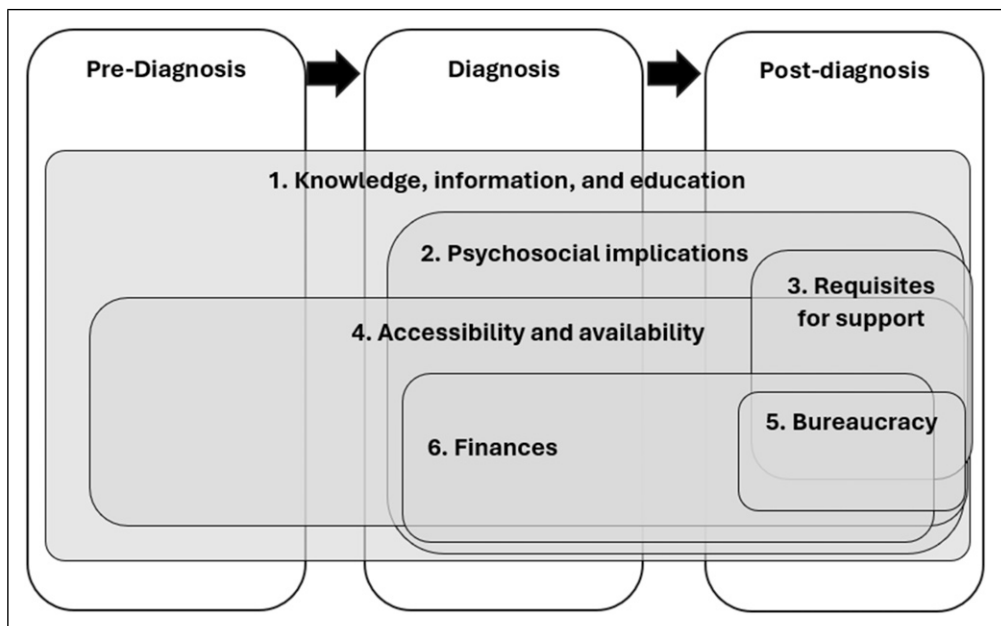 Pre-Diagnosis
Diagnosis
Post-diagnosis
1. Knowledge, information, and education
2. Psychosocial implications
3. Requisites
for support
4. Accessibility and availability
5. Bureaucracy
6. Finances